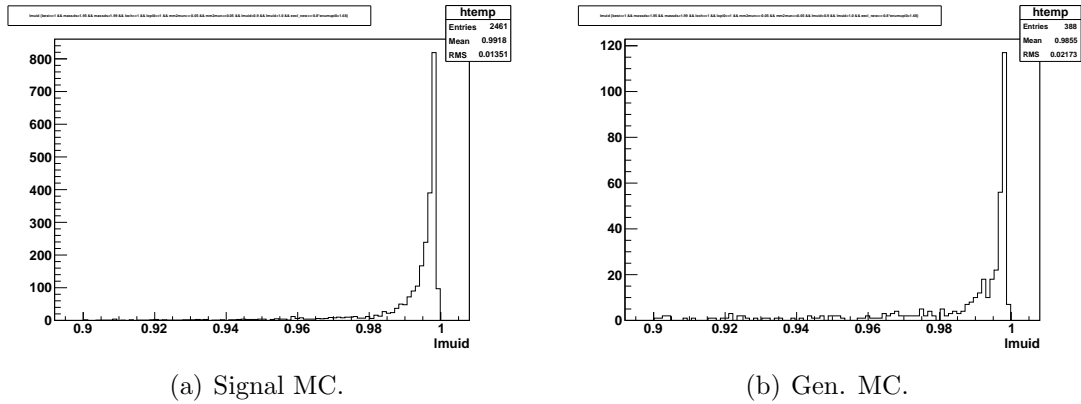 htemp
Entries 2461
Mean 0.9918
RMS 0.01351
800
700
600
500
400
300
200
100
0
0.9 0.92 0.94 0.96 0.98 1
lmuid
(a) Signal MC.
htemp
Entries 388
Mean 0.9855
RMS 0.02173
120
100
80
60
40
20
0
0.9 0.92 0.94 0.96 0.98 1
lmuid
(b) Gen. MC.